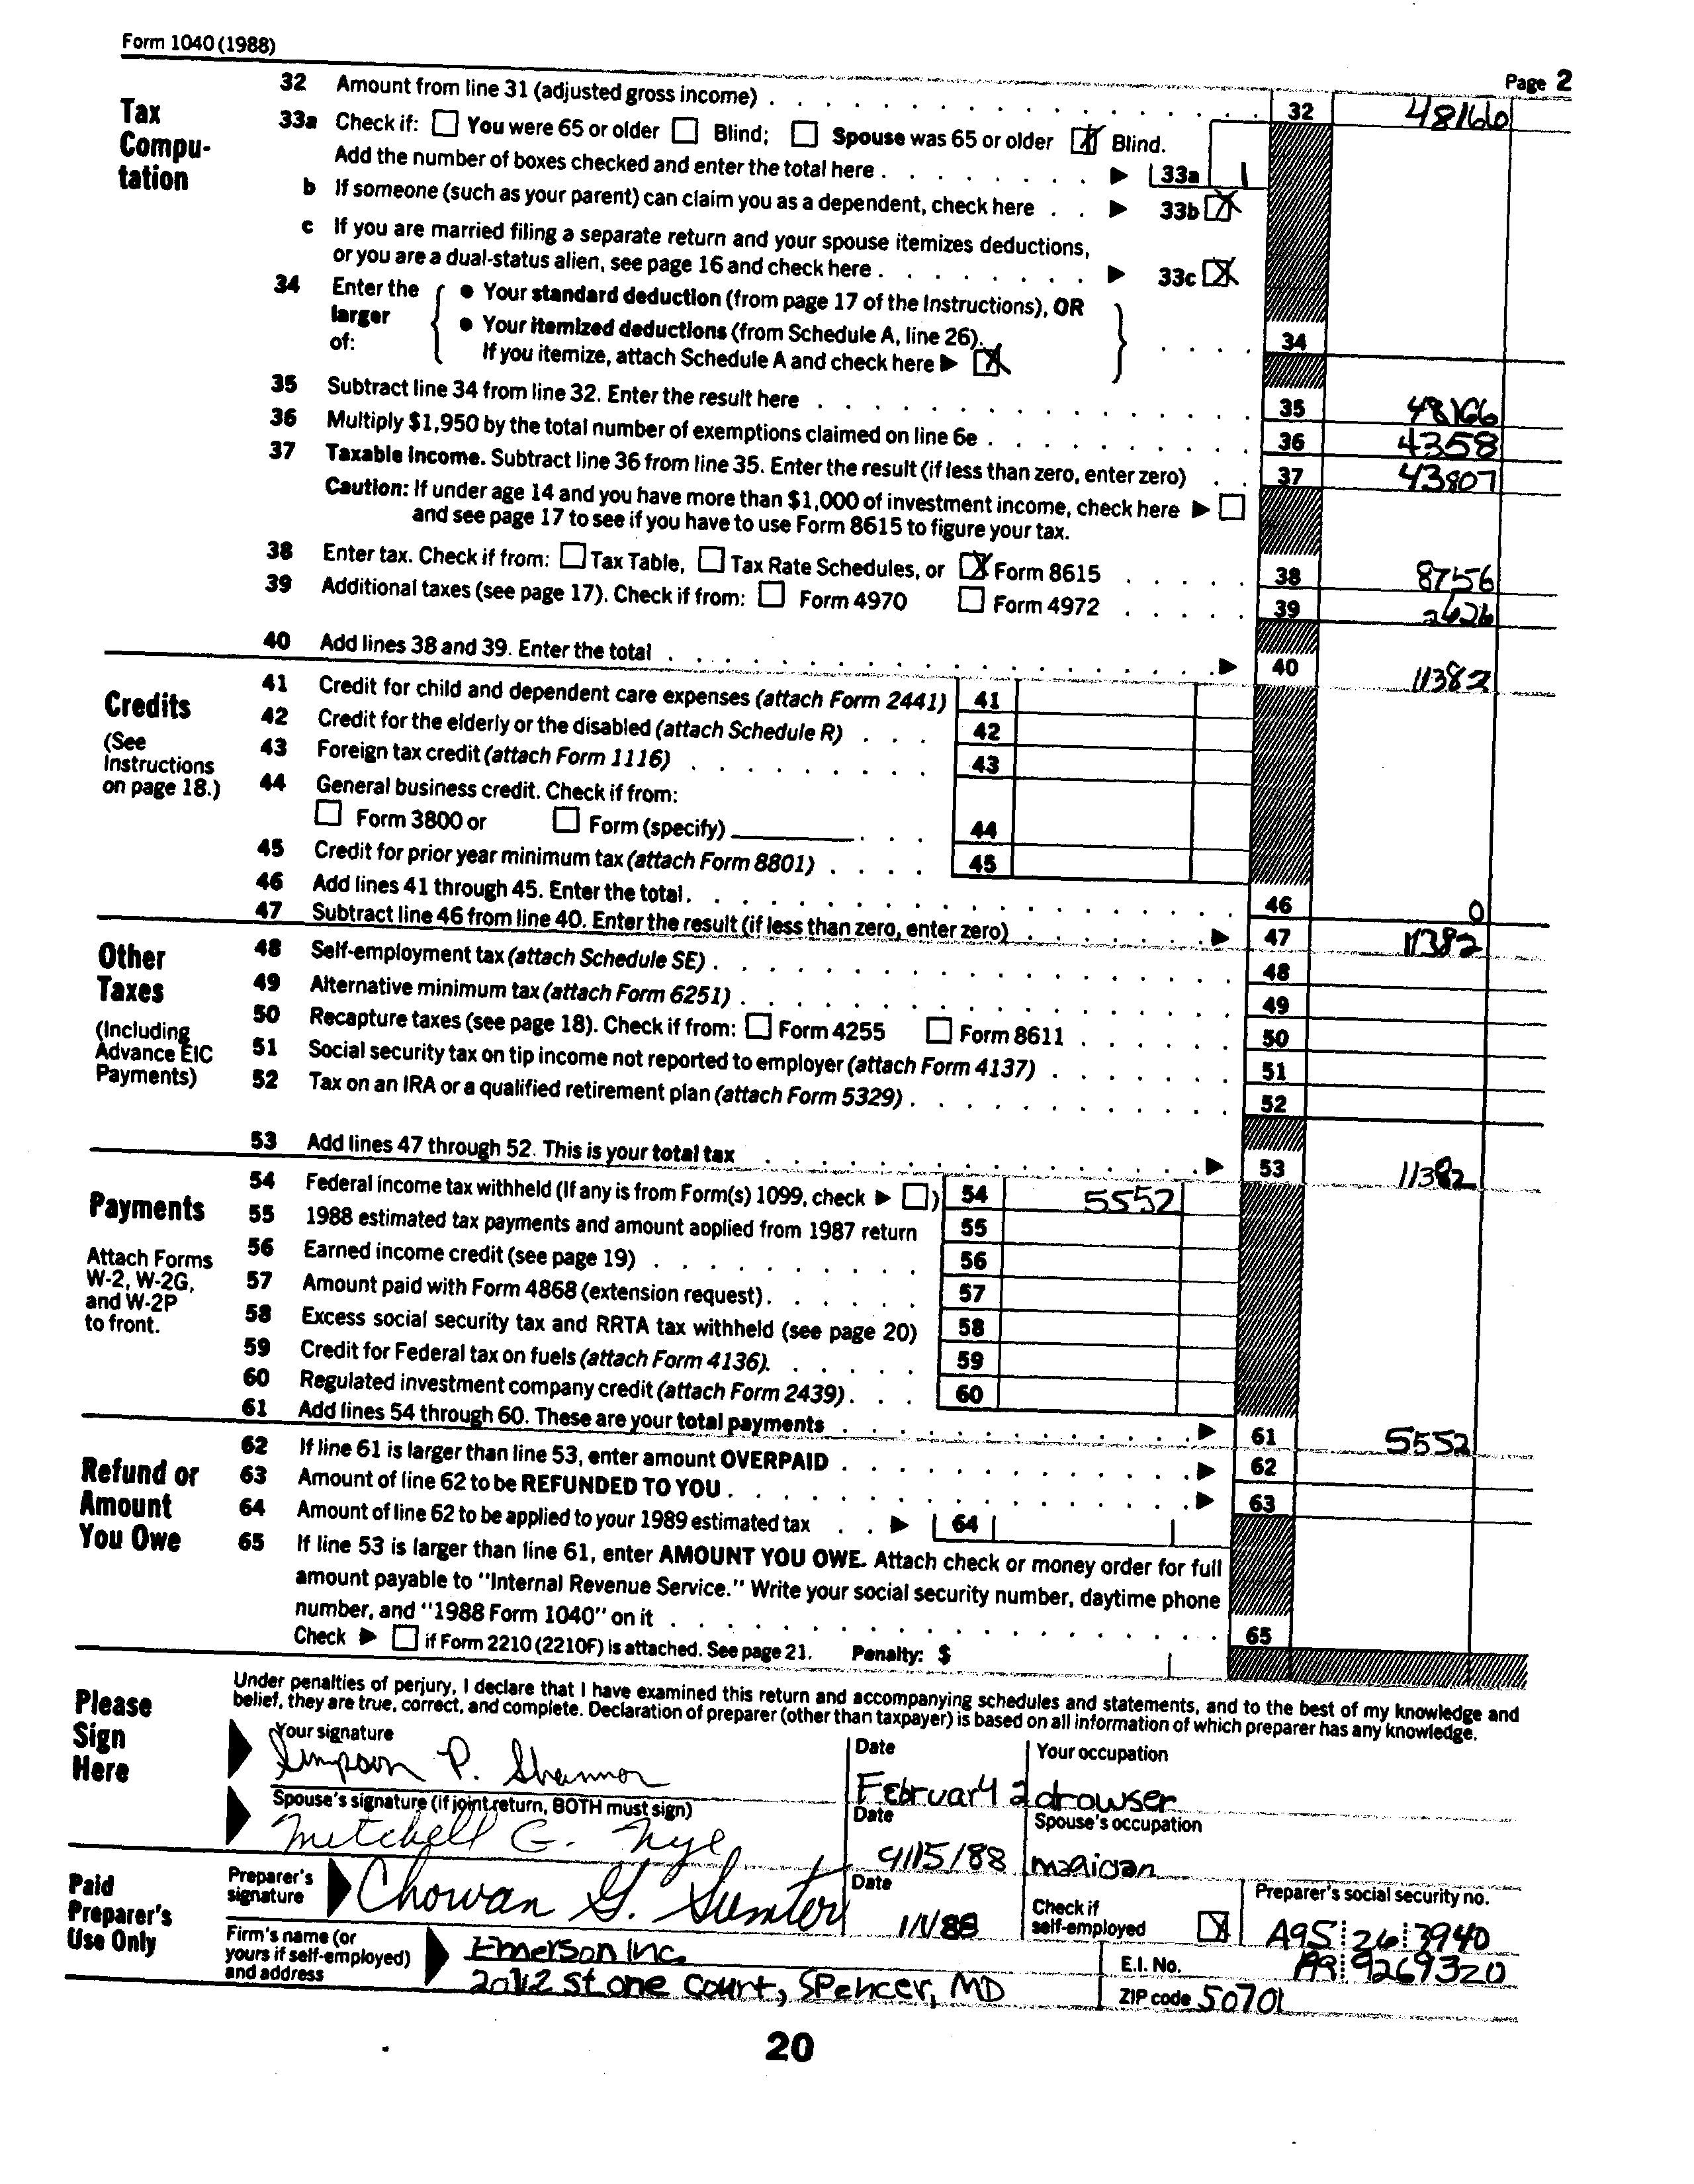 Form 1040 (1988)
Page 2
Tax Compu-tation
32 Amount from line 31 (adjusted gross income) 32 48166
33a Check if: You were 65 or older Blind; Spouse was 65 or older X Blind.
Add the number of boxes checked and enter the total here 33a 1
b If someone (such as your parent) can claim you as a dependent, check here 33b X
c If you are married filing a separate return and your spouse itemizes deductions,
or you are a dual-status alien, see page 16 and check here 33c X
34 Enter the larger of:
• Your standard deduction (from page 17 of the Instructions), OR
• Your itemized deductions (from Schedule A, line 26). 34
If you itemize, attach Schedule A and check here X
35 Subtract line 34 from line 32. Enter the result here 35 48166
36 Multiply $1,950 by the total number of exemptions claimed on line 6e 36 4358
37 Taxable income. Subtract line 36 from line 35. Enter the result (if less than zero, enter zero) 37 43807
Caution: If under age 14 and you have more than $1,000 of investment income, check here
and see page 17 to see if you have to use Form 8615 to figure your tax.
38 Enter tax. Check if from: Tax Table, Tax Rate Schedules, or X Form 8615 38 8756
39 Additional taxes (see page 17). Check if from: Form 4970 Form 4972 39 2626
40 Add lines 38 and 39. Enter the total 40 11382
Credits
(See Instructions on page 18.)
41 Credit for child and dependent care expenses (attach Form 2441) 41
42 Credit for the elderly or the disabled (attach Schedule R) 42
43 Foreign tax credit (attach Form 1116) 43
44 General business credit. Check if from:
Form 3800 or Form (specify) 44
45 Credit for prior year minimum tax (attach Form 8801) 45
46 Add lines 41 through 45. Enter the total. 46 0
47 Subtract line 46 from line 40. Enter the result (if less than zero, enter zero) 47 11382
Other Taxes
(Including Advance EIC Payments)
48 Self-employment tax (attach Schedule SE) 48
49 Alternative minimum tax (attach Form 6251) 49
50 Recapture taxes (see page 18). Check if from: Form 4255 Form 8611 50
51 Social security tax on tip income not reported to employer (attach Form 4137) 51
52 Tax on an IRA or a qualified retirement plan (attach Form 5329) 52
53 Add lines 47 through 52. This is your total tax 53 11382
Payments
Attach Forms W-2, W-2G, and W-2P to front.
54 Federal income tax withheld (If any is from Form(s) 1099, check ) 54 5552
55 1988 estimated tax payments and amount applied from 1987 return 55
56 Earned income credit (see page 19) 56
57 Amount paid with Form 4868 (extension request) 57
58 Excess social security tax and RRTA tax withheld (see page 20) 58
59 Credit for Federal tax on fuels (attach Form 4136). 59
60 Regulated investment company credit (attach Form 2439) 60
61 Add lines 54 through 60. These are your total payments 61 5552
Refund or Amount You Owe
62 If line 61 is larger than line 53, enter amount OVERPAID 62
63 Amount of line 62 to be REFUNDED TO YOU 63
64 Amount of line 62 to be applied to your 1989 estimated tax 64
65 If line 53 is larger than line 61, enter AMOUNT YOU OWE. Attach check or money order for full
amount payable to "Internal Revenue Service." Write your social security number, daytime phone
number, and "1988 Form 1040" on it 65
Check if Form 2210 (2210F) is attached. See page 21. Penalty: $
Please Sign Here
Under penalties of perjury, I declare that I have examined this return and accompanying schedules and statements, and to the best of my knowledge and
belief, they are true, correct, and complete. Declaration of preparer (other than taxpayer) is based on all information of which preparer has any knowledge.
Your signature Date Your occupation
Simpson P. Shannon February 2 drowser
Spouse's signature (if joint return, BOTH must sign) Date Spouse's occupation
Mitchell G. Nye 9/15/88
Paid Preparer's Use Only
Preparer's signature Chowan G. Sumter
Date 1/1/88
Check if self-employed X
Preparer's social security no. A95 26 3940
Firm's name (or yours if self-employed) and address
Emerson Inc.
2012 Stone Court, Spencer, MD
E.I. No. A9 9269320
ZIP code 50701
20